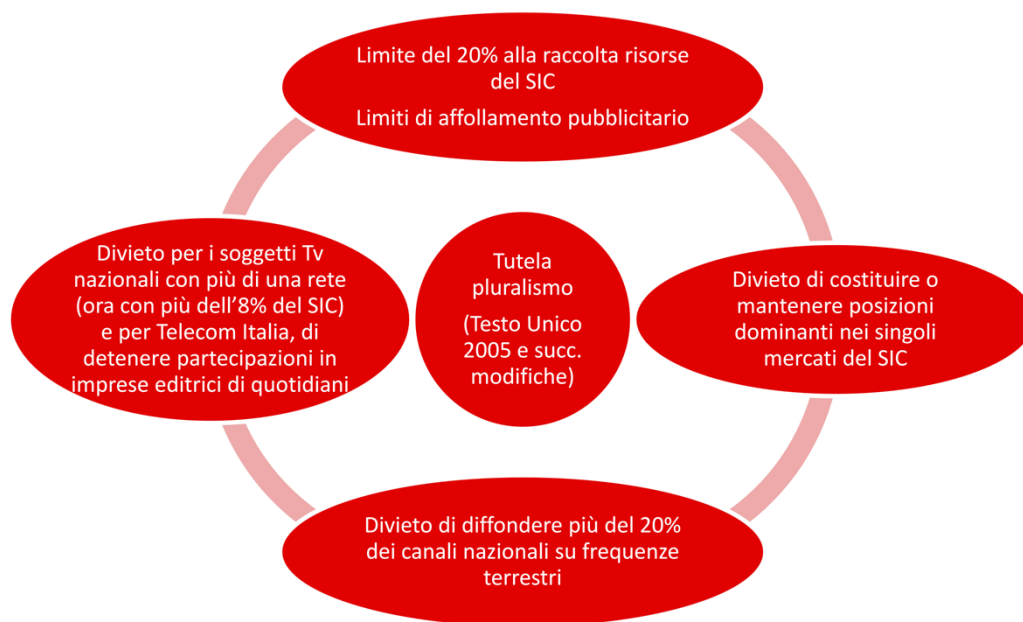 Limite del 20% alla raccolta risorse
del SIC
Limiti di affollamento pubblicitario
Divieto per i soggetti Tv
nazionali con più di una rete
(ora con più dell’8% del SIC)
e per Telecom Italia, di
detenere partecipazioni in
imprese editrici di quotidiani
Tutela
pluralismo
(Testo Unico
2005 e succ.
modifiche)
Divieto di costituire o
mantenere posizioni
dominanti nei singoli
mercati del SIC
Divieto di diffondere più del 20%
dei canali nazionali su frequenze
terrestri